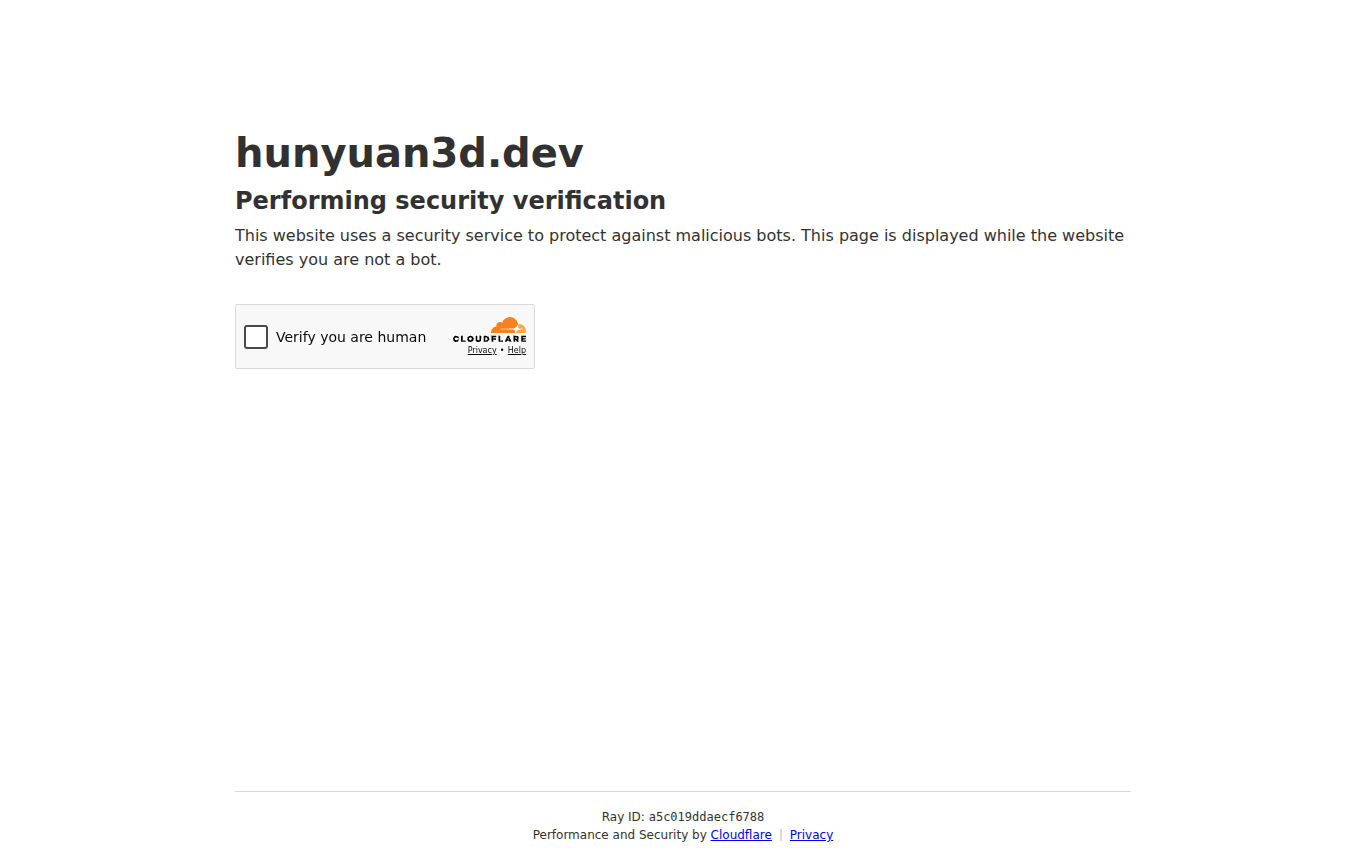 hunyuan3d.dev
Performing security verification
This website uses a security service to protect against malicious bots. This page is displayed while the website
verifies you are not a bot.
Verify you are human
CLOUDFLARE
Privacy • Help
Ray ID: a5c019ddaecf6788
Performance and Security by Cloudflare | Privacy